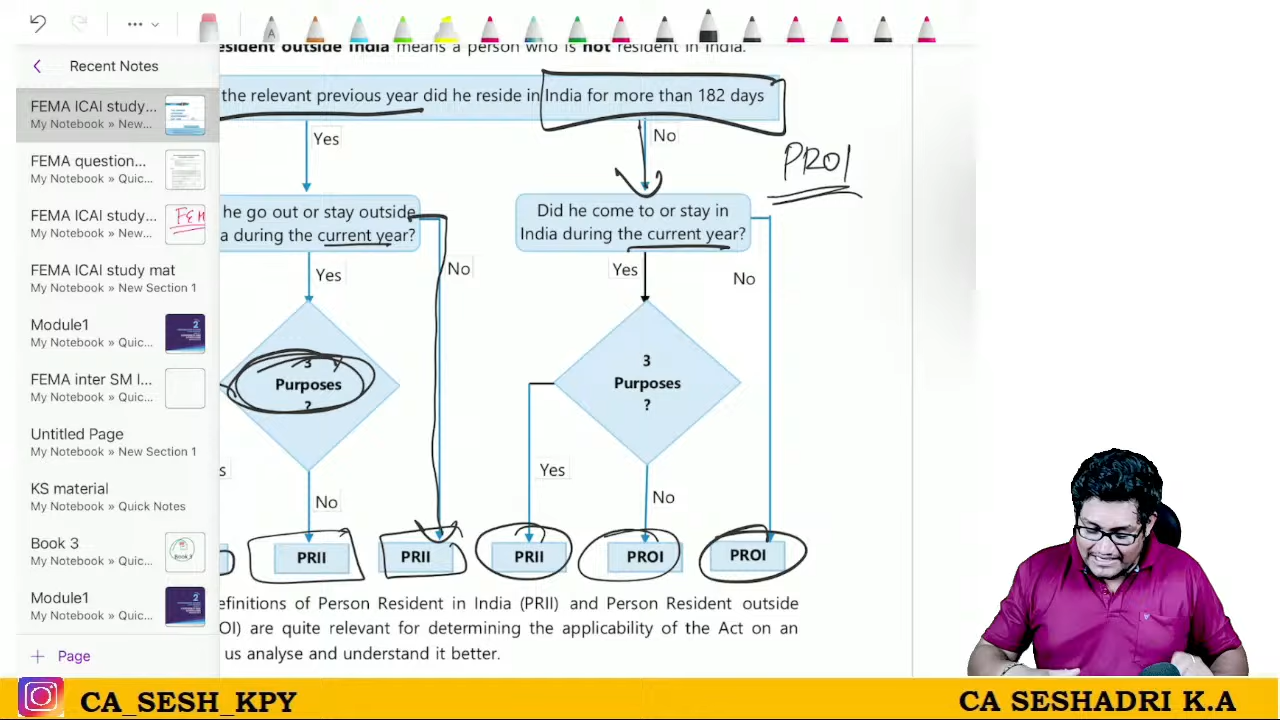 A
Recent Notes
FEMA ICAI study...
My Notebook » New...
FEMA question...
My Notebook » Quic...
FEMA ICAI study...
My Notebook » New...
FEM
FEMA ICAI study mat
My Notebook » New Section 1
Module1
My Notebook » Quic...
2
FEMA inter SM I...
My Notebook » Quic...
Untitled Page
My Notebook » New Section 1
KS material
My Notebook » Quick Notes
Book 3
My Notebook » Quic...
Book 3
Module1
My Notebook » Quic...
2
+ Page
esident outside India means a person who is not resident in India.
the relevant previous year did he reside in India for more than 182 days
Yes
No
PROI
he go out or stay outside
a during the current year?
Did he come to or stay in
India during the current year?
Yes
No
Yes
No
3
Purposes
?
3
Purposes
?
s
No
Yes
No
PRII
PRII
PRII
PROI
PROI
efinitions of Person Resident in India (PRII) and Person Resident outside
OI) are quite relevant for determining the applicability of the Act on an
us analyse and understand it better.
CA_SESH_KPY
CA SESHADRI K.A